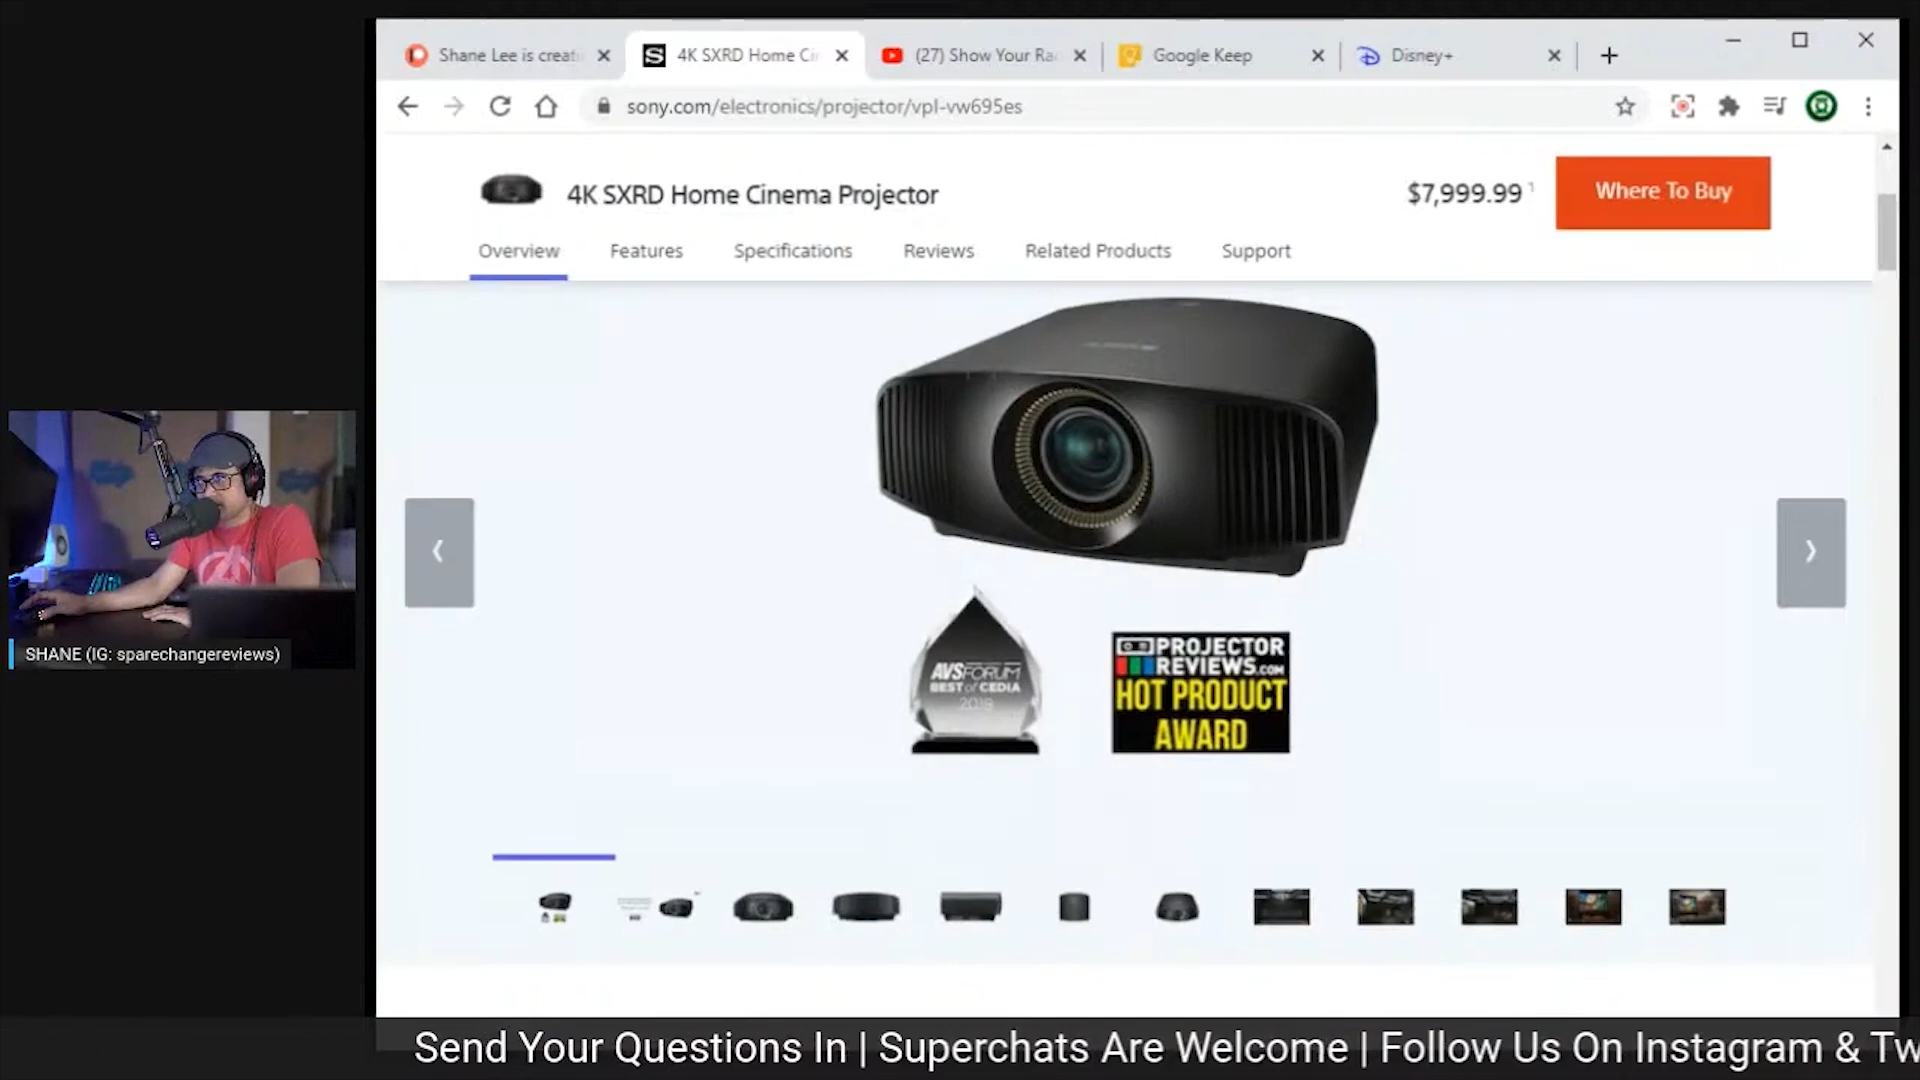 Shane Lee is creat
4K SXRD Home Ci
(27) Show Your Ra
Google Keep
Disney+
sony.com/electronics/projector/vpl-vw695es
4K SXRD Home Cinema Projector
$7,999.99 1
Where To Buy
Overview
Features
Specifications
Reviews
Related Products
Support
AVSFORUM
BEST of CEDIA
PROJECTOR
REVIEWS.COM
HOT PRODUCT
AWARD
SHANE (IG: sparechangereviews)
Send Your Questions In | Superchats Are Welcome | Follow Us On Instagram & Tw